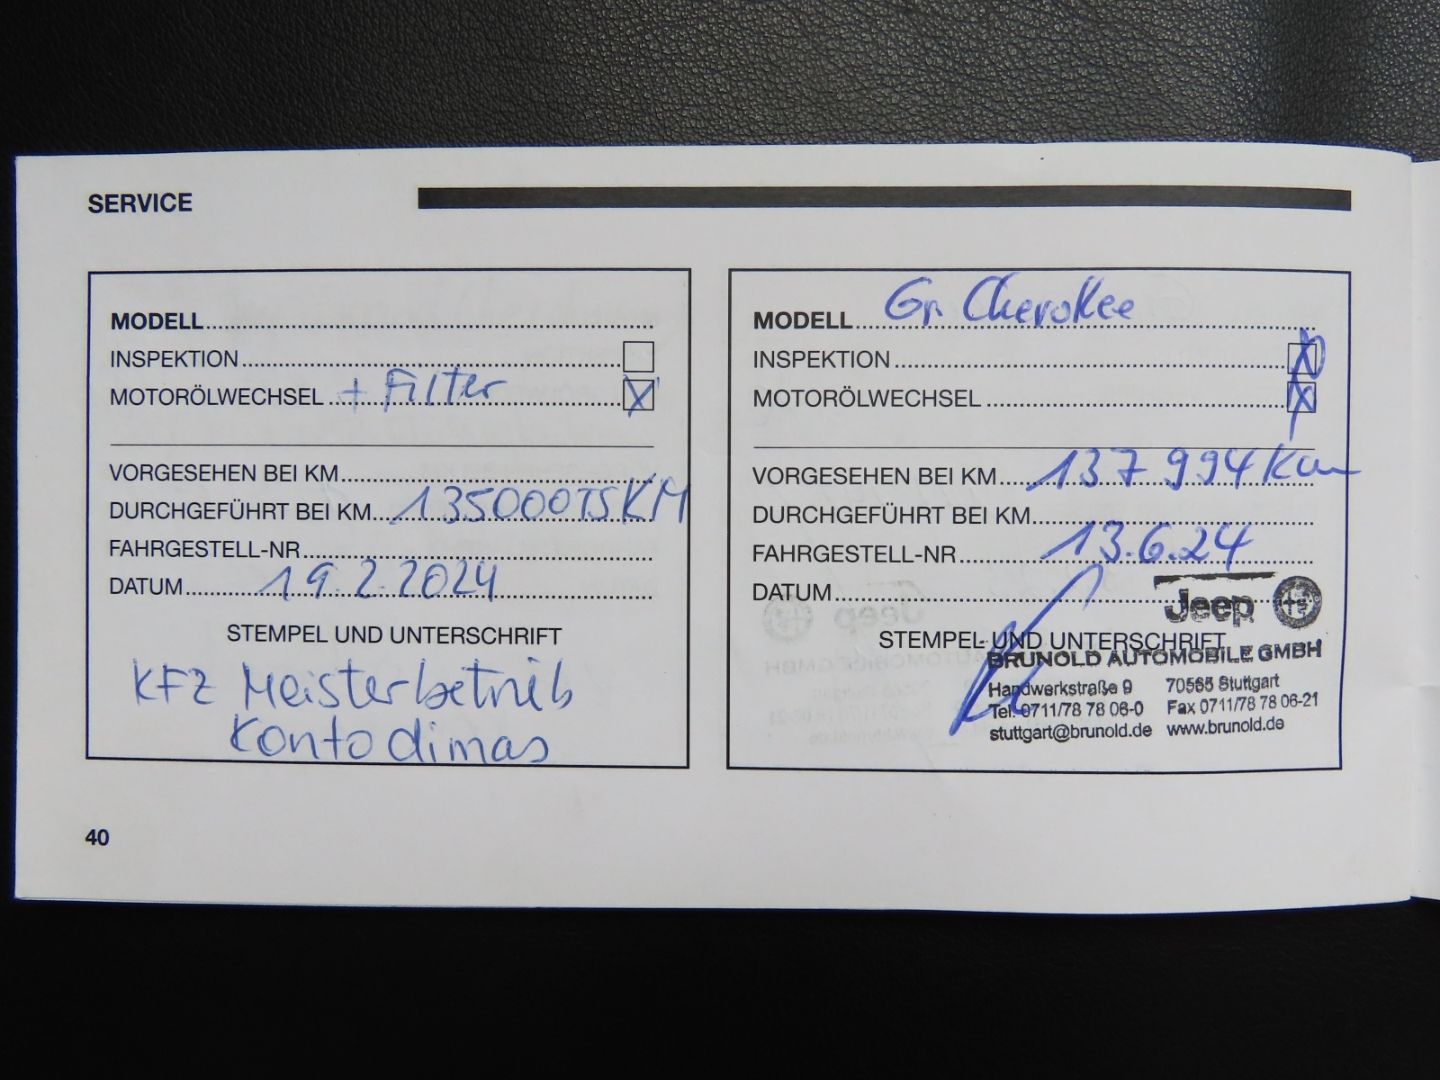 SERVICE
MODELL
INSPEKTION
MOTORÖLWECHSEL + Filter X
VORGESEHEN BEI KM
DURCHGEFÜHRT BEI KM 135000TSKM
FAHRGESTELL-NR
DATUM 19.2.2024
STEMPEL UND UNTERSCHRIFT
KFZ Meisterbetrieb
Kontodimas
MODELL Gr. Cherokee
INSPEKTION X
MOTORÖLWECHSEL X
VORGESEHEN BEI KM 137 994 Km
DURCHGEFÜHRT BEI KM
FAHRGESTELL-NR 13.6.24
DATUM
Jeep
STEMPEL UND UNTERSCHRIFT
BRUNOLD AUTOMOBILE GMBH
Handwerkstraße 9 70565 Stuttgart
Tel. 0711/78 78 06-0 Fax 0711/78 78 06-21
stuttgart@brunold.de www.brunold.de
40